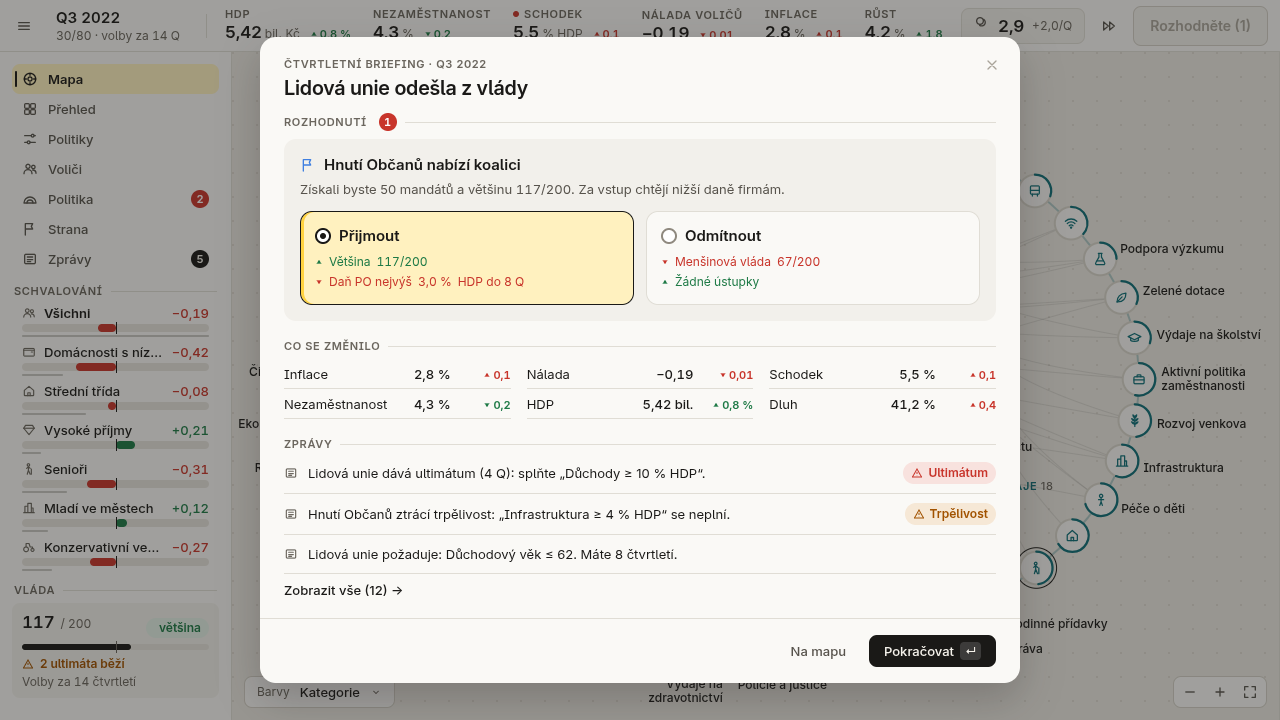 Q3 2022
30/80 · volby za 14 Q
HDP
5,42 bil. Kč 0,8 %
NEZAMĚSTNANOST
4,3 % 0,2
SCHODEK
5,5 % HDP 0,1
NÁLADA VOLIČŮ
−0,19 0,01
INFLACE
2,8 % 0,1
RŮST
4,2 % 1,8
2,9 +2,0/Q
Rozhodněte (1)
Mapa
Přehled
Politiky
Voliči
Politika 2
Strana
Zprávy 5
SCHVALOVÁNÍ
Všichni −0,19
Domácnosti s níz… −0,42
Střední třída −0,08
Vysoké příjmy +0,21
Senioři −0,31
Mladí ve městech +0,12
Konzervativní ve… −0,27
VLÁDA
117 / 200 většina
2 ultimáta běží
Volby za 14 čtvrtletí
ČTVRTLETNÍ BRIEFING · Q3 2022
Lidová unie odešla z vlády
ROZHODNUTÍ 1
Hnutí Občanů nabízí koalici
Získali byste 50 mandátů a většinu 117/200. Za vstup chtějí nižší daně firmám.
Přijmout
Většina 117/200
Daň PO nejvýš 3,0 % HDP do 8 Q
Odmítnout
Menšinová vláda 67/200
Žádné ústupky
CO SE ZMĚNILO
Inflace 2,8 % 0,1
Nálada −0,19 0,01
Schodek 5,5 % 0,1
Nezaměstnanost 4,3 % 0,2
HDP 5,42 bil. 0,8 %
Dluh 41,2 % 0,4
ZPRÁVY
Lidová unie dává ultimátum (4 Q): splňte „Důchody ≥ 10 % HDP“. Ultimátum
Hnutí Občanů ztrácí trpělivost: „Infrastruktura ≥ 4 % HDP“ se neplní. Trpělivost
Lidová unie požaduje: Důchodový věk ≤ 62. Máte 8 čtvrtletí.
Zobrazit vše (12) →
Na mapu
Pokračovat ↵
Podpora výzkumu
Zelené dotace
Výdaje na školství
Aktivní politika
zaměstnanosti
Rozvoj venkova
Infrastruktura
18
Péče o děti
Barvy Kategorie
zdravotnictví
Policie a justice